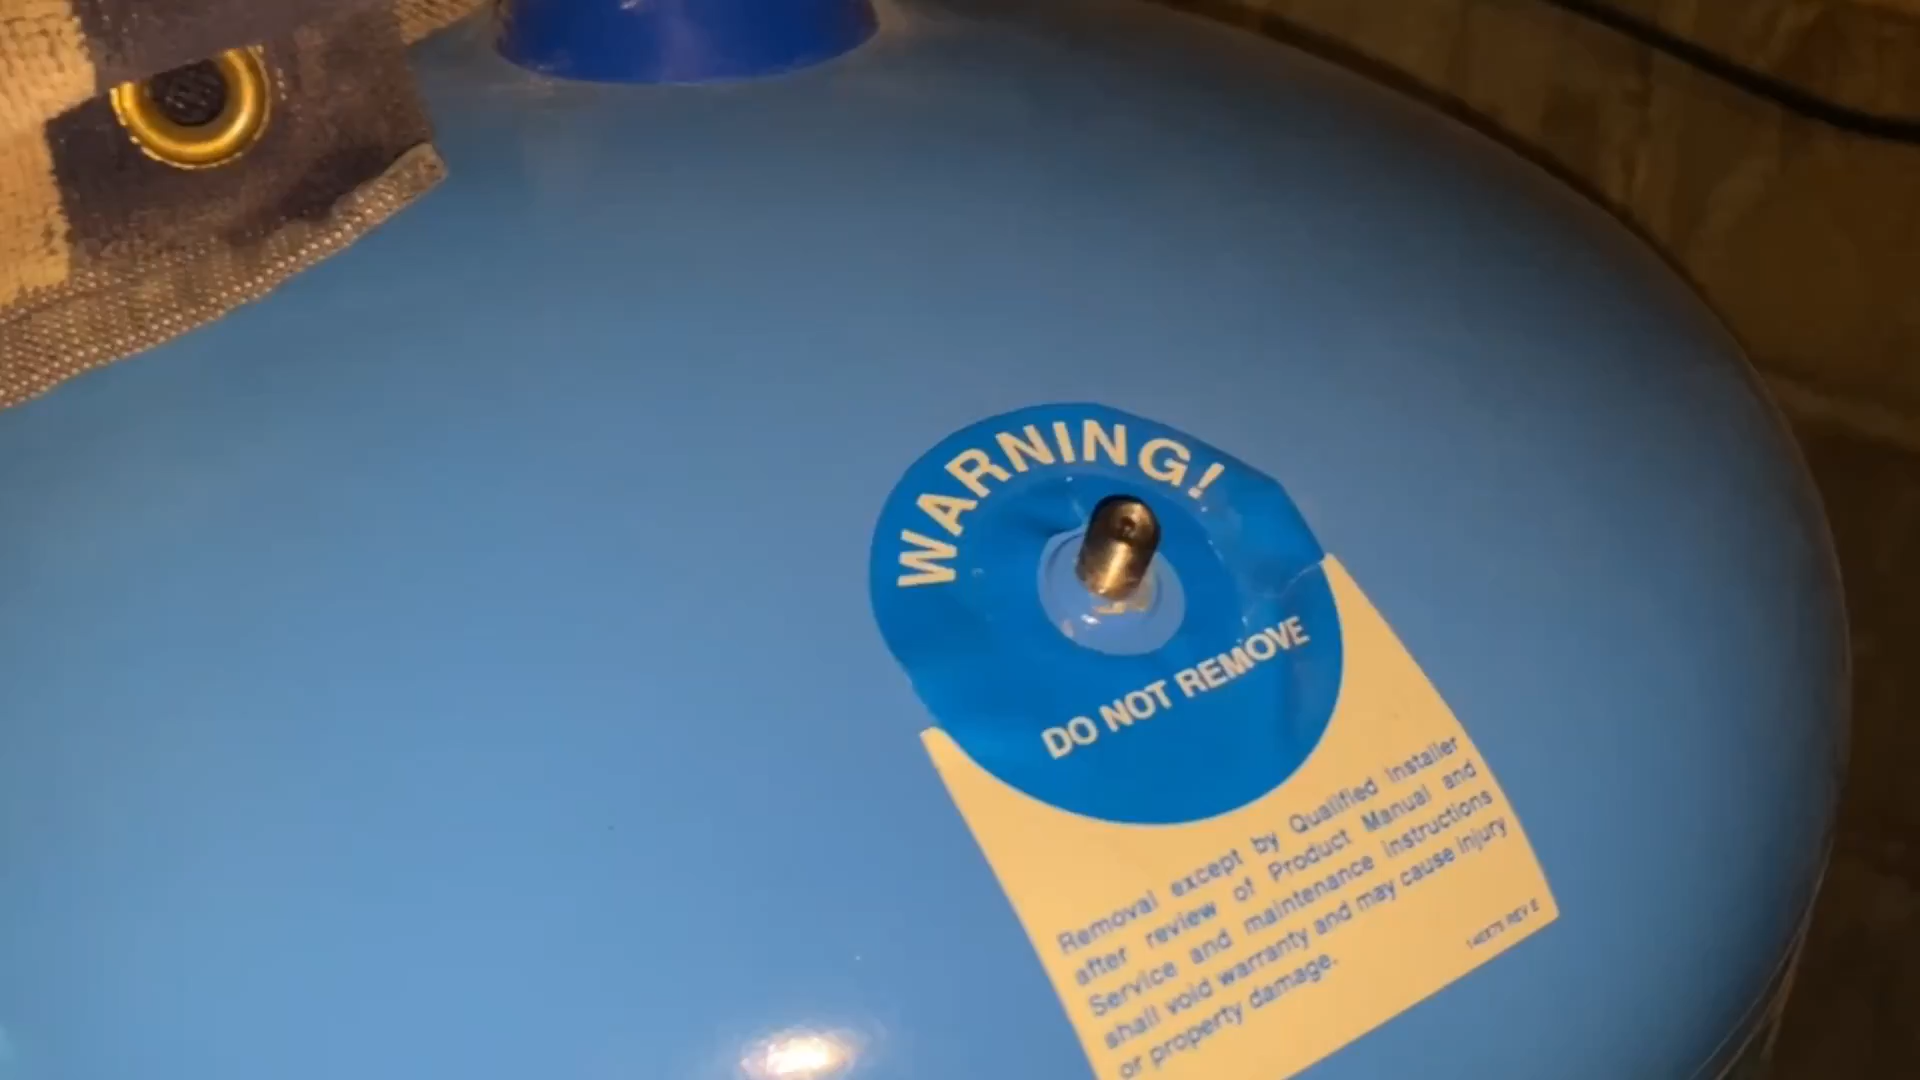 WARNING!
DO NOT REMOVE
Removal except by Qualified Installer
after review of Product Manual and
Service and maintenance instructions
shall void warranty and may cause injury
or property damage.
REV E